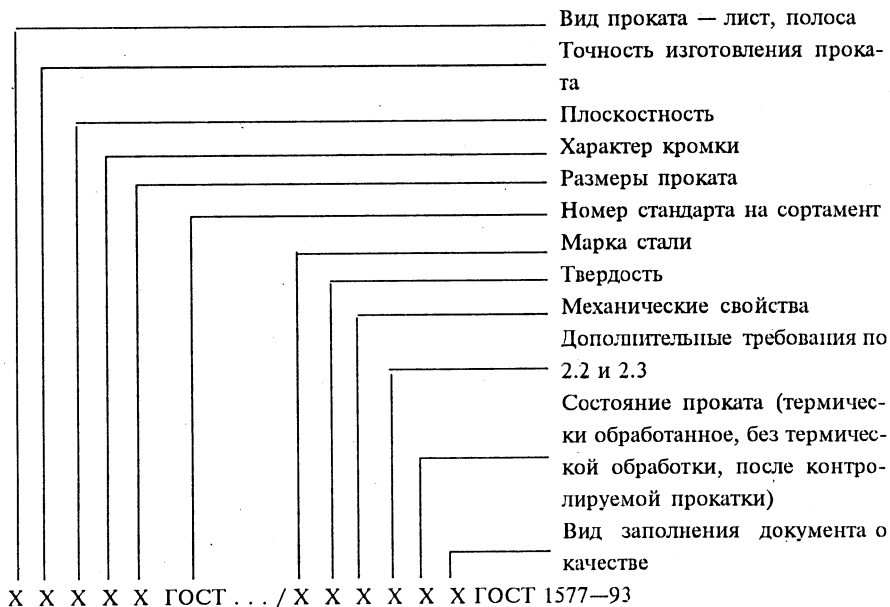 Вид проката — лист, полоса
Точность изготовления прока-
та
Плоскостность
Характер кромки
Размеры проката
Номер стандарта на сортамент
Марка стали
Твердость
Механические свойства
Дополнительные требования по
2.2 и 2.3
Состояние проката (термичес-
ки обработанное, без термичес-
кой обработки, после контро-
лируемой прокатки)
Вид заполнения документа о
качестве
Х Х Х Х Х ГОСТ . . . / Х Х Х Х Х Х ГОСТ 1577—93